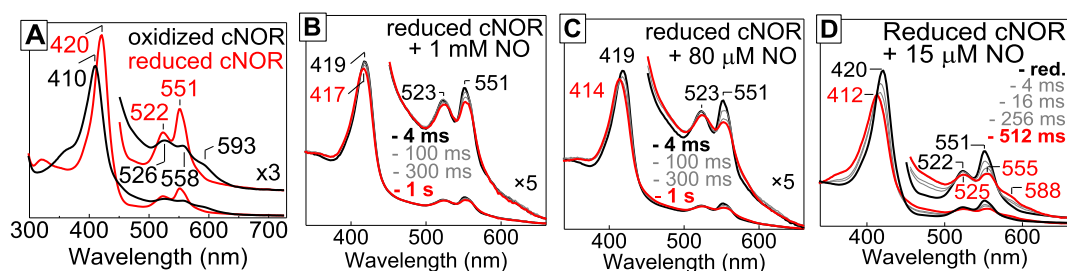 A
420
410
oxidized cNOR
reduced cNOR
551
522
593
526
558
×3
300
400
500
600
700
Wavelength (nm)
B
reduced cNOR
+ 1 mM NO
419
417
523
551
- 4 ms
- 100 ms
- 300 ms
- 1 s
×5
400
500
600
Wavelength (nm)
C
reduced cNOR
+ 80 μM NO
419
414
523
551
- 4 ms
- 100 ms
- 300 ms
- 1 s
×5
400
500
600
Wavelength (nm)
D
Reduced cNOR
+ 15 μM NO
420
412
- red.
- 4 ms
- 16 ms
- 256 ms
- 512 ms
551
522
555
525
588
400
500
600
Wavelength (nm)